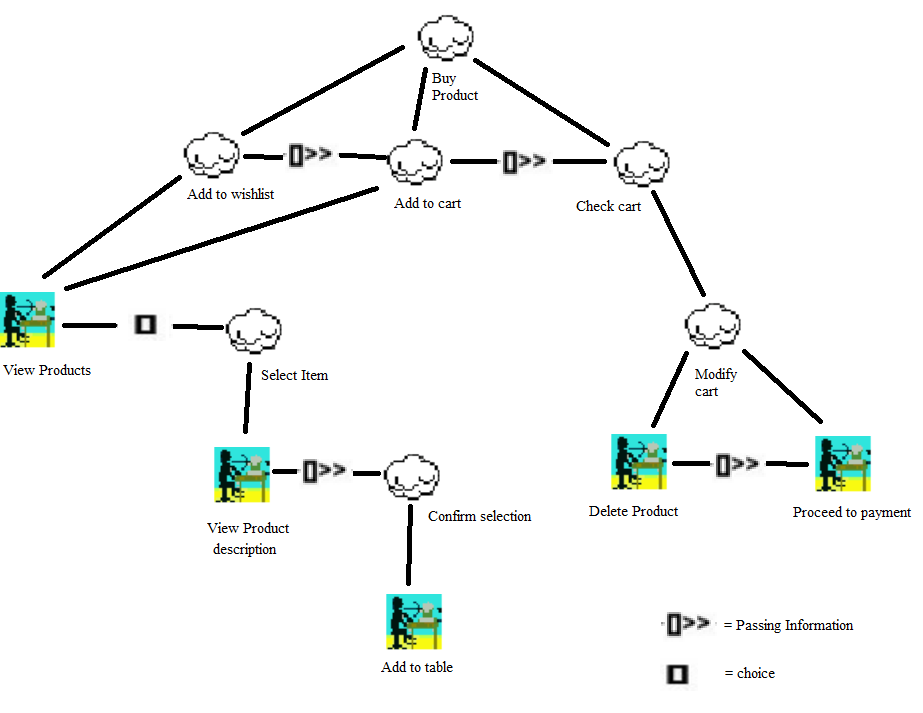 Buy
Product
Add to wishlist
Add to cart
Check cart
View Products
Select Item
Modify
cart
View Product
description
Confirm selection
Delete Product
Proceed to payment
Add to table
[]>> = Passing Information
[] = choice